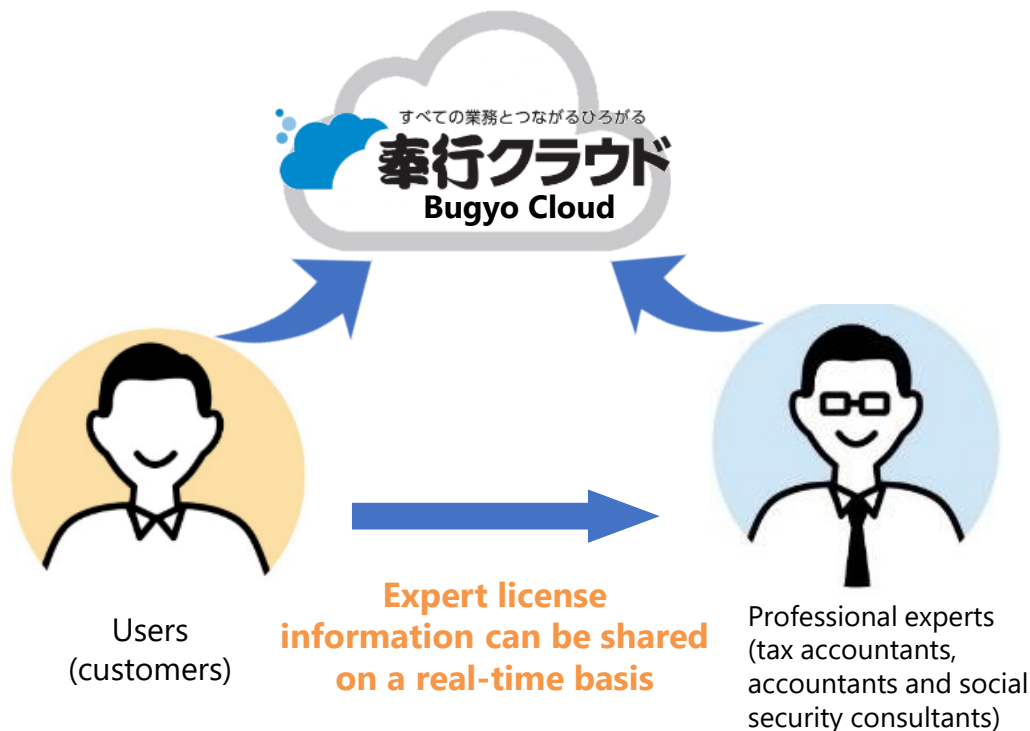 すべての業務とつながるひろがる
奉行クラウド
Bugyo Cloud
Expert license
information can be shared
on a real-time basis
Users
(customers)
Professional experts
(tax accountants,
accountants and social
security consultants)